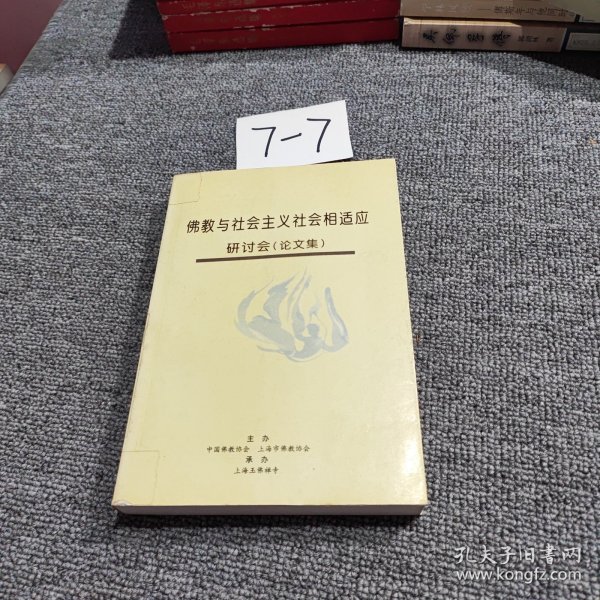 7-7
佛教与社会主义社会相适应
研讨会(论文集)
主办
中国佛教协会 上海市佛教协会
承办
上海玉佛禅寺
孔夫子旧書网
www.kongfz.com